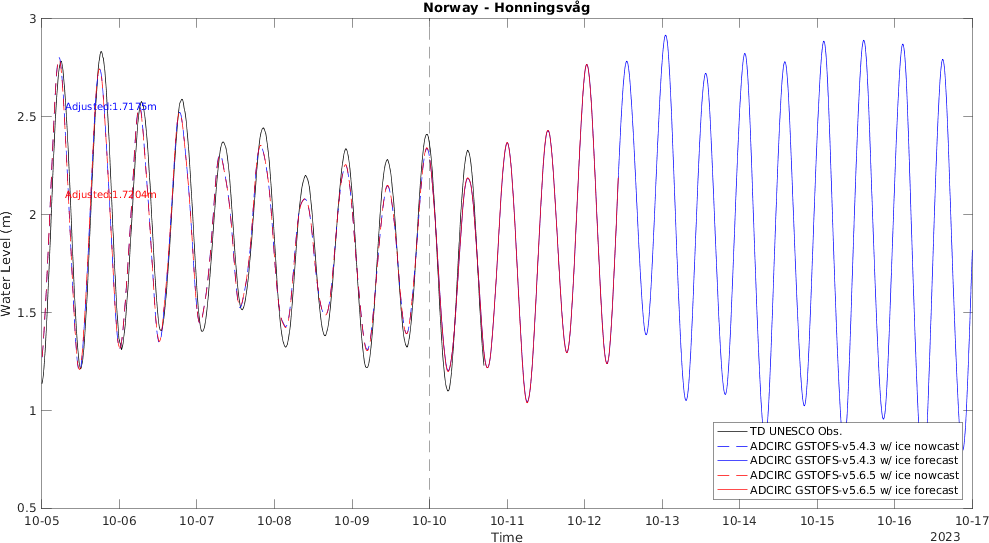 Norway - Honningsvåg
3
2.5
2
1.5
1
0.5
Water Level (m)
Adjusted:1.7175m
Adjusted:1.7204m
TD UNESCO Obs.
ADCIRC GSTOFS-v5.4.3 w/ ice nowcast
ADCIRC GSTOFS-v5.4.3 w/ ice forecast
ADCIRC GSTOFS-v5.6.5 w/ ice nowcast
ADCIRC GSTOFS-v5.6.5 w/ ice forecast
10-05 10-06 10-07 10-08 10-09 10-10 10-11 10-12 10-13 10-14 10-15 10-16 10-17
Time
2023